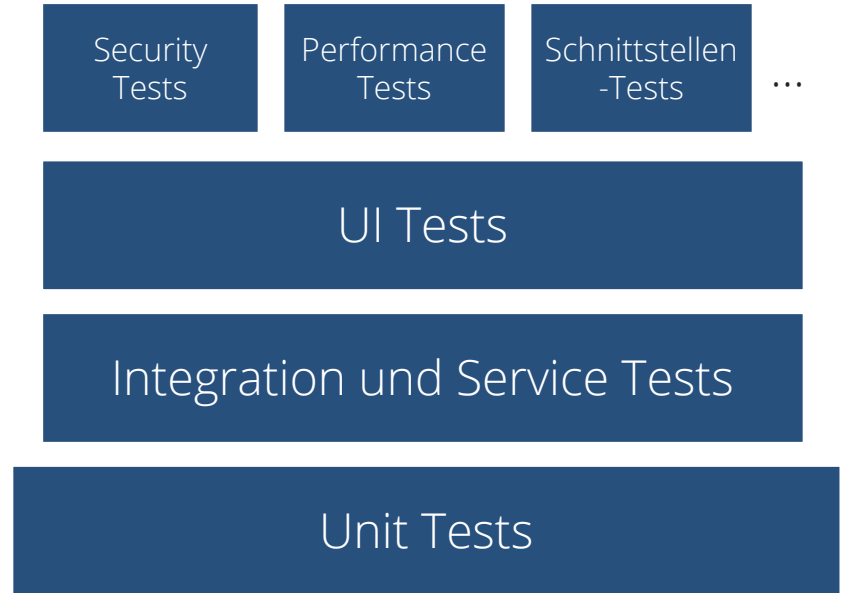 Security
Tests
Performance
Tests
Schnittstellen
-Tests
...
UI Tests
Integration und Service Tests
Unit Tests